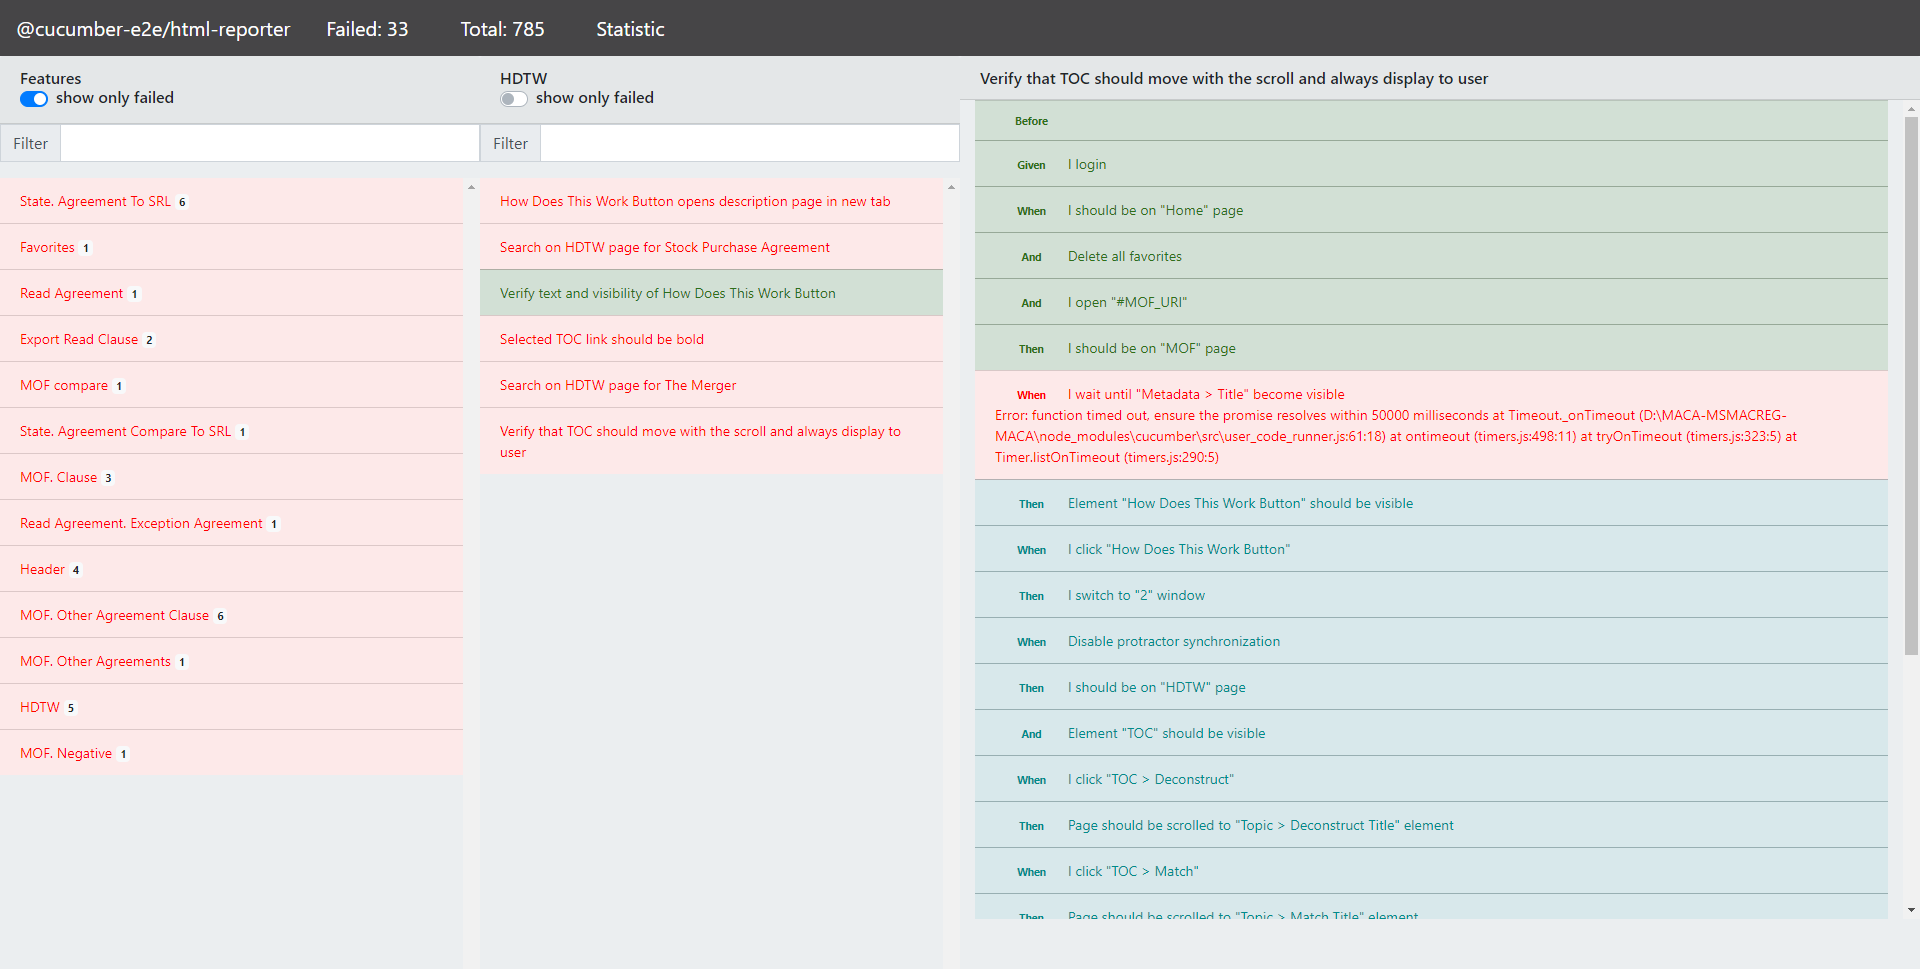 @cucumber-e2e/html-reporter Failed: 33 Total: 785 Statistic
Features
show only failed
Filter
State. Agreement To SRL 6
Favorites 1
Read Agreement 1
Export Read Clause 2
MOF compare 1
State. Agreement Compare To SRL 1
MOF. Clause 3
Read Agreement. Exception Agreement 1
Header 4
MOF. Other Agreement Clause 6
MOF. Other Agreements 1
HDTW 5
MOF. Negative 1
HDTW
show only failed
Filter
How Does This Work Button opens description page in new tab
Search on HDTW page for Stock Purchase Agreement
Verify text and visibility of How Does This Work Button
Selected TOC link should be bold
Search on HDTW page for The Merger
Verify that TOC should move with the scroll and always display to
user
Verify that TOC should move with the scroll and always display to user
Before
Given I login
When I should be on "Home" page
And Delete all favorites
And I open "#MOF_URI"
Then I should be on "MOF" page
When I wait until "Metadata > Title" become visible
Error: function timed out, ensure the promise resolves within 50000 milliseconds at Timeout._onTimeout (D:\MACA-MSMACREG-
MACA\node_modules\cucumber\src\user_code_runner.js:61:18) at ontimeout (timers.js:498:11) at tryOnTimeout (timers.js:323:5) at
Timer.listOnTimeout (timers.js:290:5)
Then Element "How Does This Work Button" should be visible
When I click "How Does This Work Button"
Then I switch to "2" window
When Disable protractor synchronization
Then I should be on "HDTW" page
And Element "TOC" should be visible
When I click "TOC > Deconstruct"
Then Page should be scrolled to "Topic > Deconstruct Title" element
When I click "TOC > Match"
Then Page should be scrolled to "Topic > Match Title" element